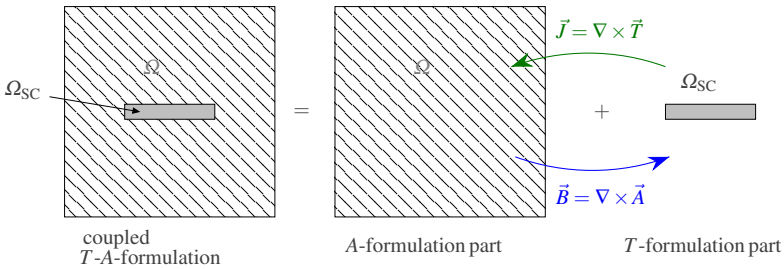 J⃗ = ∇ × T⃗
Ω
Ω
Ω_SC
Ω_SC
=
+
B⃗ = ∇ × A⃗
coupled
T-A-formulation
A-formulation part
T-formulation part